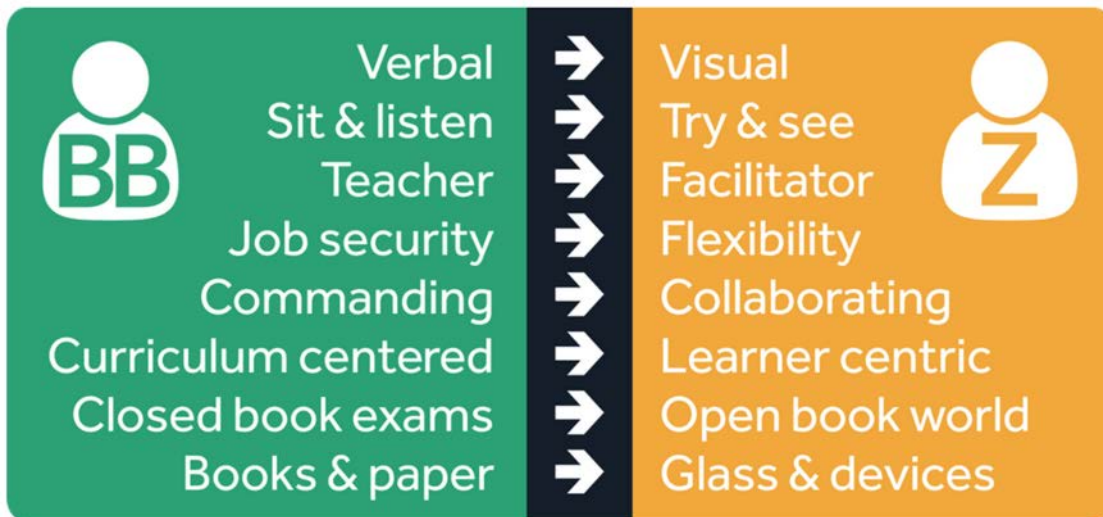 BB
Verbal → Visual
Sit & listen → Try & see
Teacher → Facilitator
Job security → Flexibility
Commanding → Collaborating
Curriculum centered → Learner centric
Closed book exams → Open book world
Books & paper → Glass & devices
Z